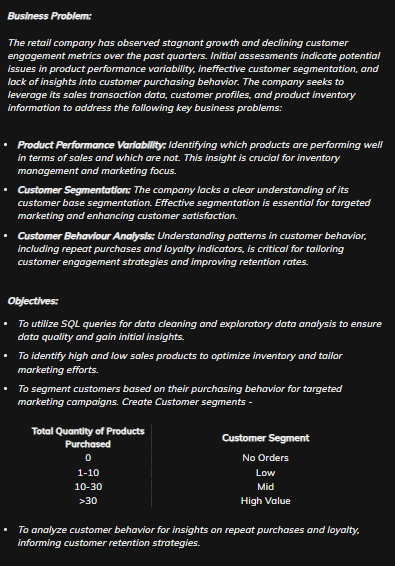 Business Problem:
The retail company has observed stagnant growth and declining customer
engagement metrics over the past quarters. Initial assessments indicate potential
issues in product performance variability, ineffective customer segmentation, and
lack of insights into customer purchasing behavior. The company seeks to
leverage its sales transaction data, customer profiles, and product inventory
information to address the following key business problems:
• Product Performance Variability: Identifying which products are performing well
in terms of sales and which are not. This insight is crucial for inventory
management and marketing focus.
• Customer Segmentation: The company lacks a clear understanding of its
customer base segmentation. Effective segmentation is essential for targeted
marketing and enhancing customer satisfaction.
• Customer Behaviour Analysis: Understanding patterns in customer behavior,
including repeat purchases and loyalty indicators, is critical for tailoring
customer engagement strategies and improving retention rates.
Objectives:
• To utilize SQL queries for data cleaning and exploratory data analysis to ensure
data quality and gain initial insights.
• To identify high and low sales products to optimize inventory and tailor
marketing efforts.
• To segment customers based on their purchasing behavior for targeted
marketing campaigns. Create Customer segments -
Total Quantity of Products
Purchased
Customer Segment
0 No Orders
1-10 Low
10-30 Mid
>30 High Value
• To analyze customer behavior for insights on repeat purchases and loyalty,
informing customer retention strategies.